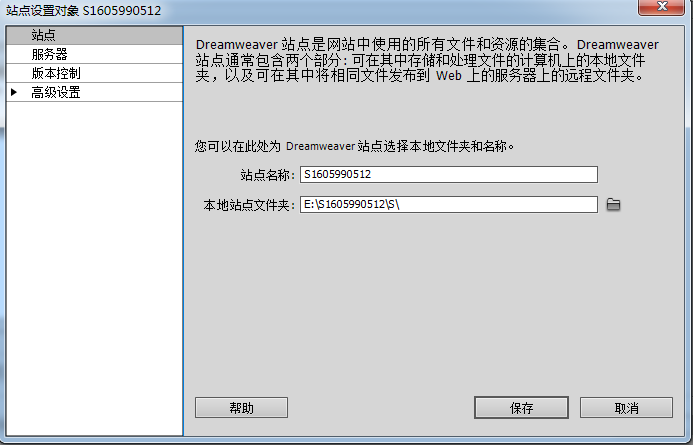 站点设置对象 S1605990512
站点
服务器
版本控制
高级设置
Dreamweaver 站点是网站中使用的所有文件和资源的集合。Dreamweaver
站点通常包含两个部分:可在其中存储和处理文件的计算机上的本地文件
夹，以及可在其中将相同文件发布到 Web 上的服务器上的远程文件夹。
您可以在此处为 Dreamweaver 站点选择本地文件夹和名称。
站点名称: S1605990512
本地站点文件夹: E:\S1605990512\S\
帮助 保存 取消